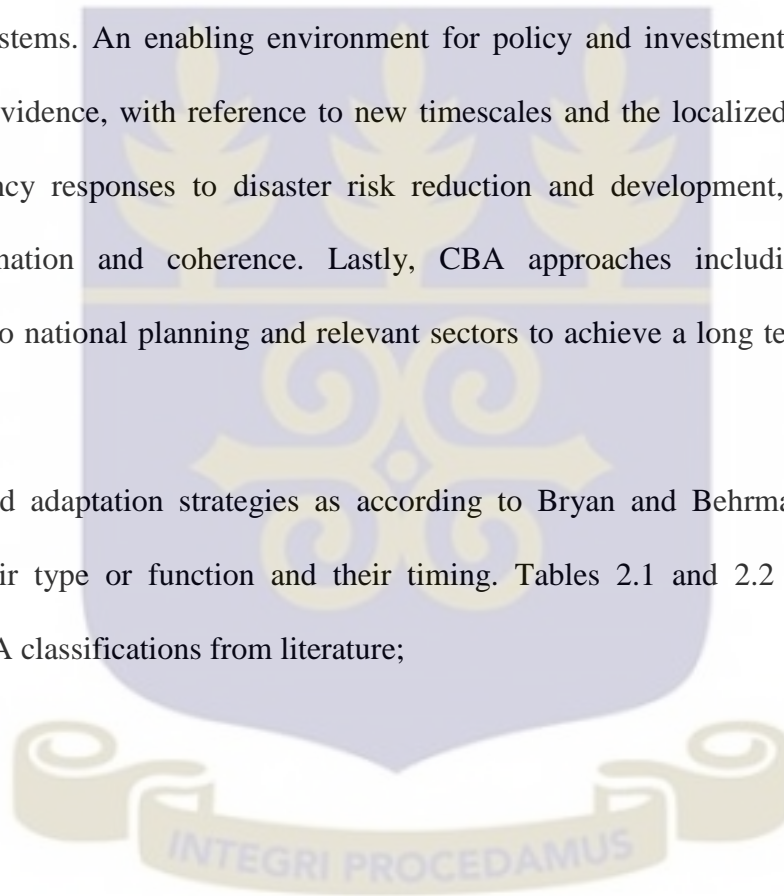 stems. An enabling environment for policy and investment
vidence, with reference to new timescales and the localized
ncy responses to disaster risk reduction and development,
nation and coherence. Lastly, CBA approaches includi
o national planning and relevant sectors to achieve a long te
d adaptation strategies as according to Bryan and Behrma
ir type or function and their timing. Tables 2.1 and 2.2
A classifications from literature;
INTEGRI PROCEDAMUS